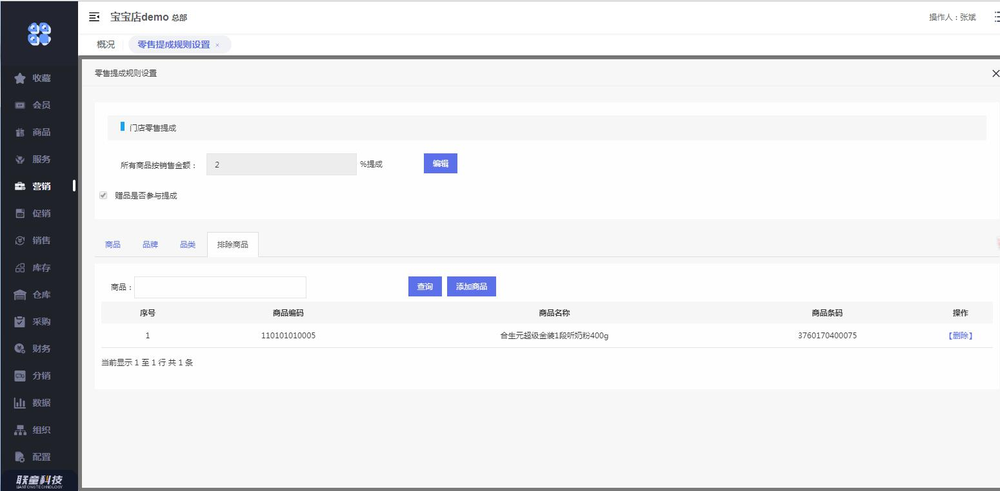 宝宝店demo 总部
操作人：张斌
概况
零售提成规则设置 ×
收藏
会员
商品
服务
营销
促销
销售
库存
仓库
采购
财务
分销
数据
组织
配置
联童科技
LIANTONGTECHNOLOGY
零售提成规则设置
门店零售提成
所有商品按销售金额： 2 %提成 编辑
赠品是否参与提成
商品 品牌 品类 排除商品
商品： 查询 添加商品
序号 商品编码 商品名称 商品条码 操作
1 110101010005 合生元超级金装1段听奶粉400g 3760170400075 【删除】
当前显示 1 至 1 行 共 1 条